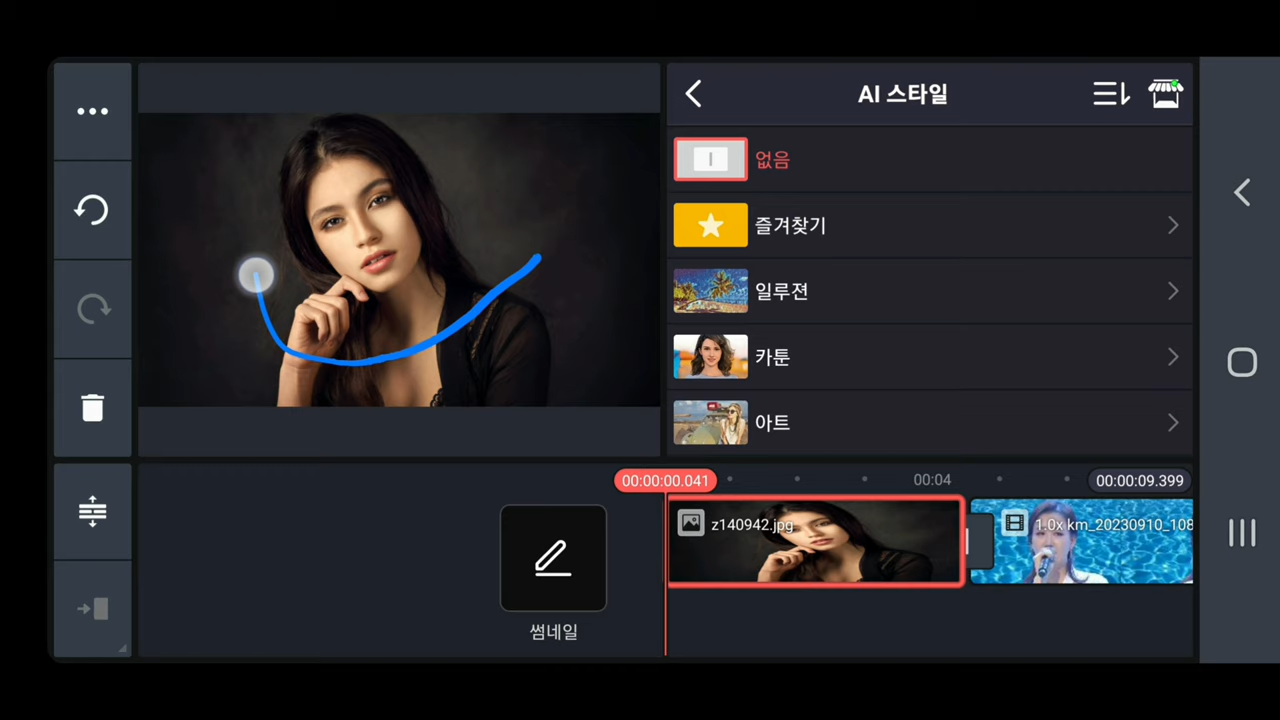 AI 스타일
없음
즐겨찾기
일루젼
카툰
아트
00:00:00.041
00:04
00:00:09.399
z140942.jpg
1.0x km_20230910_108
썸네일